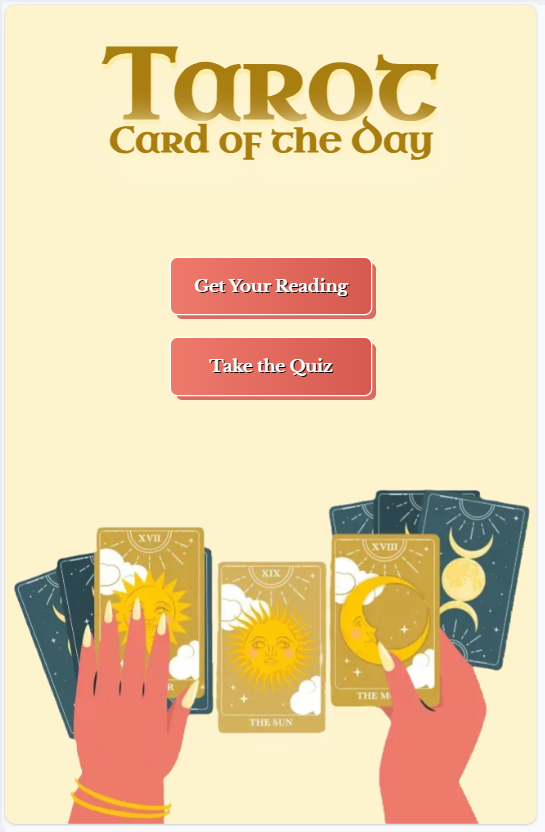 Tarot
Card of the Day
Get Your Reading
Take the Quiz
XVII
XIX
XVIII
R
THE SUN
THE M